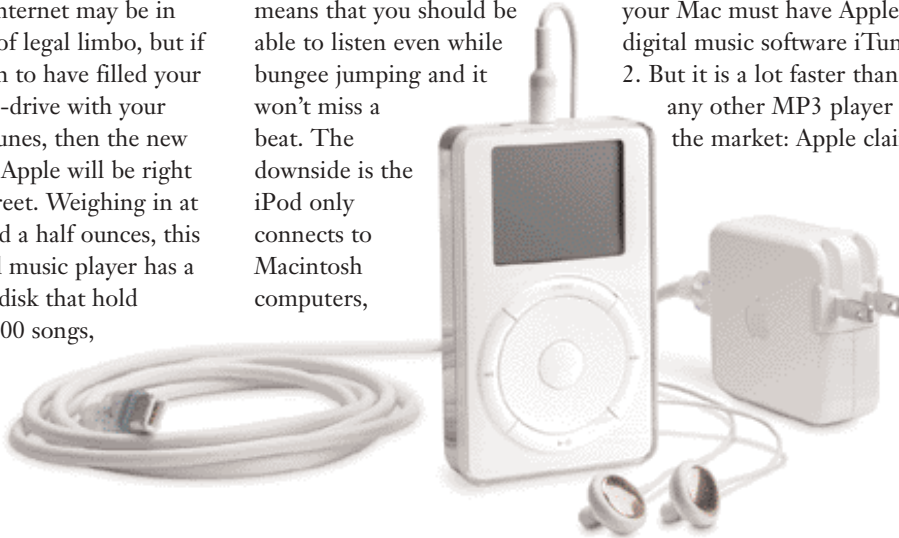 nternet may be in
of legal limbo, but if
n to have filled your
-drive with your
unes, then the new
Apple will be right
reet. Weighing in at
d a half ounces, this
l music player has a
disk that hold
00 songs,
means that you should be
able to listen even while
bungee jumping and it
won't miss a
beat. The
downside is the
iPod only
connects to
Macintosh
computers,
your Mac must have Apple
digital music software iTun
2. But it is a lot faster than
any other MP3 player
the market: Apple clai